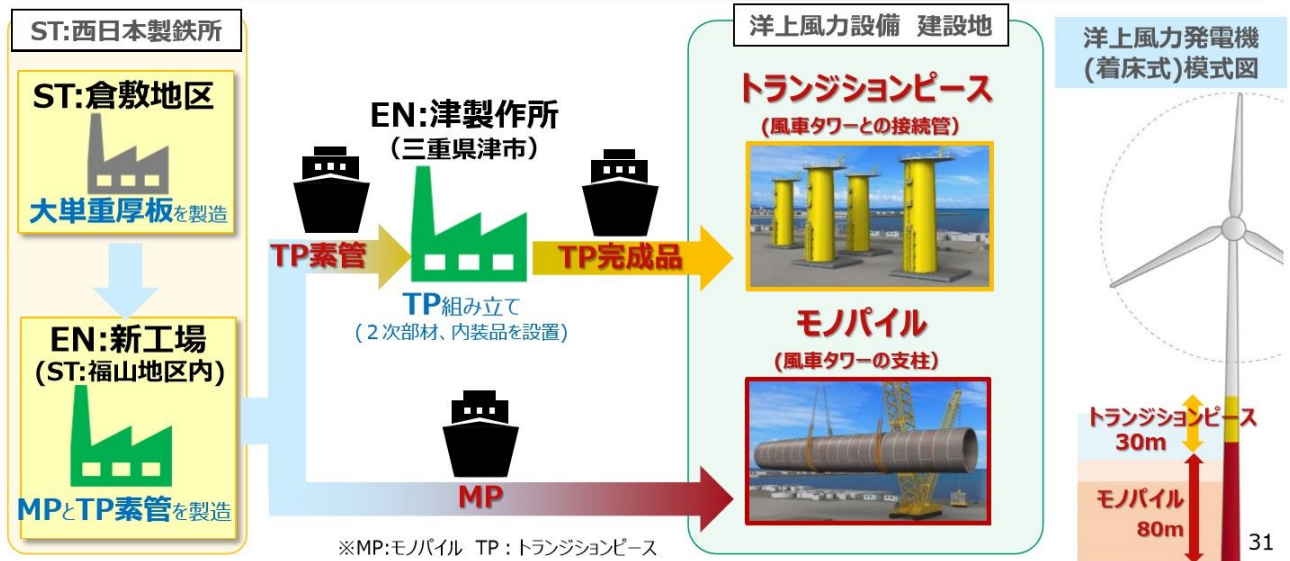 ST:西日本製鉄所
ST:倉敷地区
大単重厚板を製造
EN:新工場
(ST:福山地区内)
MPとTP素管を製造
TP素管
EN:津製作所
(三重県津市)
TP組み立て
(２次部材、内装品を設置)
TP完成品
MP
※MP:モノパイル TP：トランジションピース
洋上風力設備 建設地
トランジションピース
(風車タワーとの接続管)
モノパイル
(風車タワーの支柱)
洋上風力発電機
(着床式)模式図
トランジションピース
30m
モノパイル
80m
31